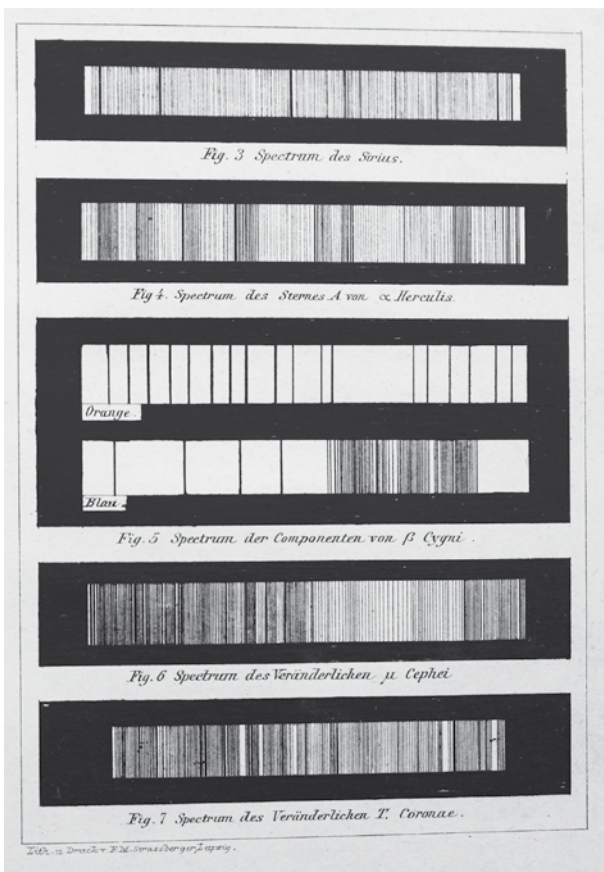 Fig. 3 Spectrum des Sirius.
Fig 4. Spectrum des Sternes A von α Herculis.
Orange.
Blau.
Fig. 5 Spectrum der Componenten von β Cygni.
Fig. 6 Spectrum des Veränderlichen μ Cephei
Fig. 7 Spectrum des Veränderlichen T. Coronae.
Lith. u Druck v F. M. Strassberger, Leipzig.